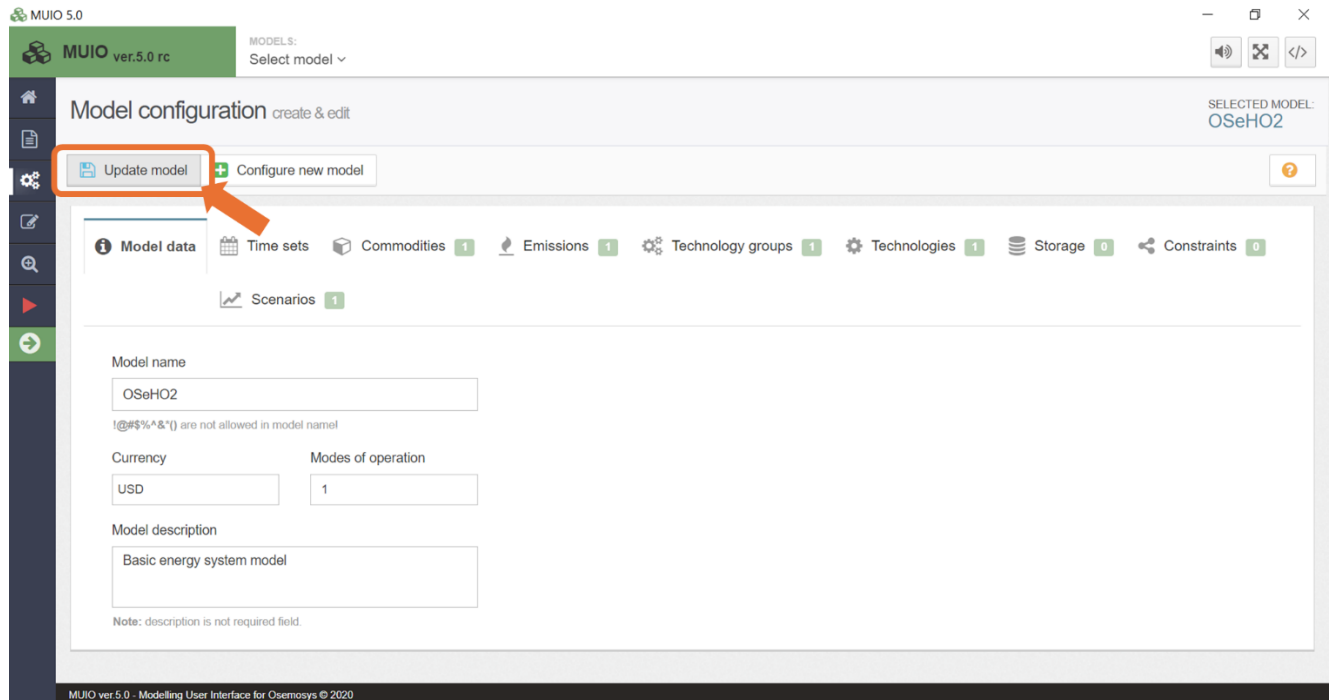 MUIO 5.0
MUIO ver.5.0 rc
MODELS:
Select model
Model configuration create & edit
SELECTED MODEL:
OSeHO2
Update model
Configure new model
Model data
Time sets
Commodities 1
Emissions 1
Technology groups 1
Technologies 1
Storage 0
Constraints 0
Scenarios 1
Model name
OSeHO2
!@#$%^&*() are not allowed in model name!
Currency
Modes of operation
USD
1
Model description
Basic energy system model
Note: description is not required field.
MUIO ver.5.0 - Modelling User Interface for Osemosys © 2020